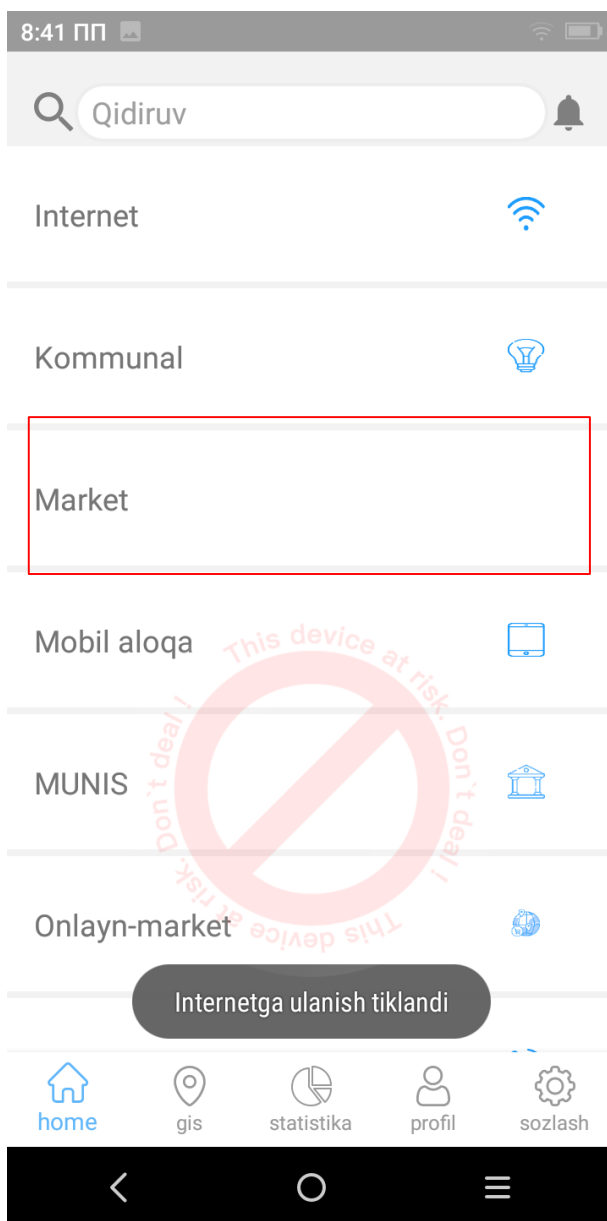 8:41 ПП
Qidiruv
Internet
Kommunal
Market
Mobil aloqa
MUNIS
Onlayn-market
This device at risk. Don`t deal !
This device at risk. Don`t deal !
Internetga ulanish tiklandi
home
gis
statistika
profil
sozlash